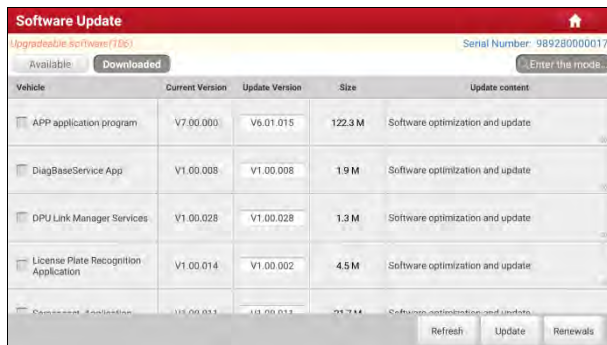 Software Update
Upgradeable software(106)
Serial Number: 989280000017
Available Downloaded Enter the mode...
Vehicle Current Version Update Version Size Update content
APP application program V7.00.000 V6.01.015 122.3 M Software optimization and update
DiagBaseService App V1.00.008 V1.00.008 1.9 M Software optimization and update
DPU Link Manager Services V1.00.028 V1.00.028 1.3 M Software optimization and update
License Plate Recognition
Application V1.00.014 V1.00.002 4.5 M Software optimization and update
Software optimization and update
Refresh Update Renewals